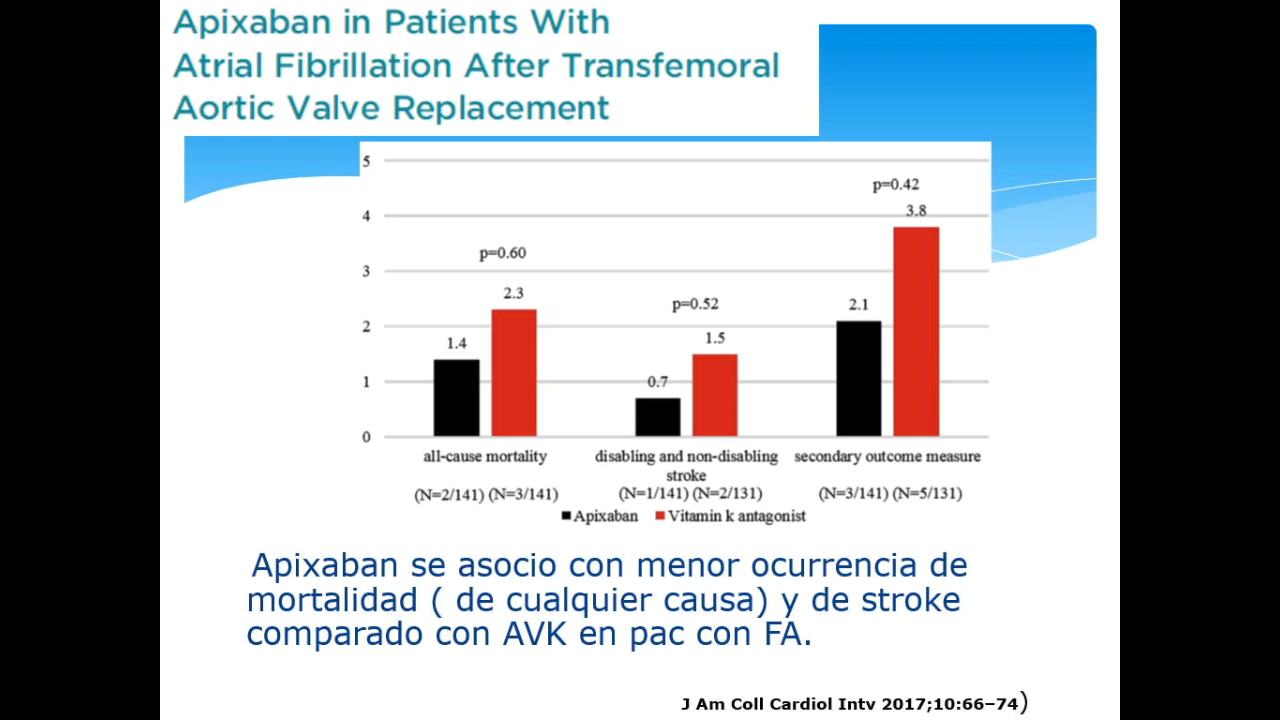 Apixaban in Patients With
Atrial Fibrillation After Transfemoral
Aortic Valve Replacement
5
4
3
2
1
0
p=0.60
p=0.52
p=0.42
1.4
2.3
0.7
1.5
2.1
3.8
all-cause mortality
disabling and non-disabling
stroke
secondary outcome measure
(N=2/141) (N=3/141)
(N=1/141) (N=2/131)
(N=3/141) (N=5/131)
Apixaban
Vitamin k antagonist
Apixaban se asocio con menor ocurrencia de
mortalidad ( de cualquier causa) y de stroke
comparado con AVK en pac con FA.
J Am Coll Cardiol Intv 2017;10:66–74)